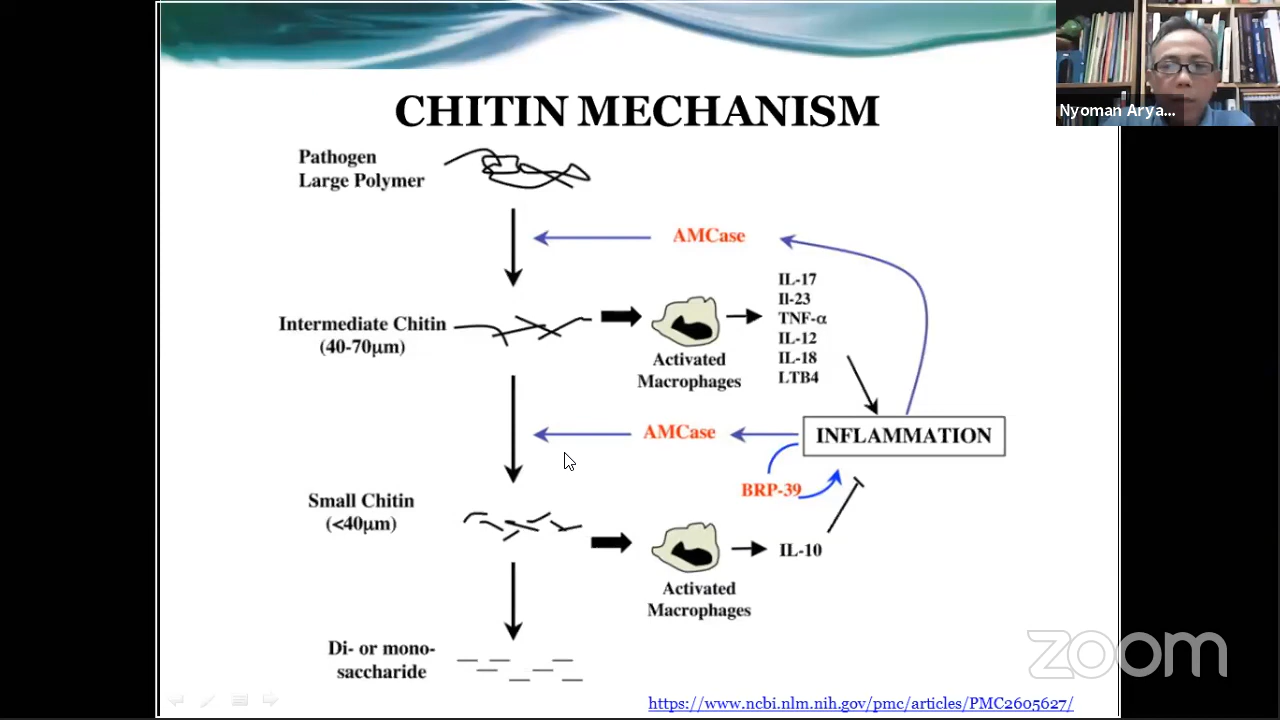 CHITIN MECHANISM
Nyoman Arya...
Pathogen
Large Polymer
AMCase
IL-17
Il-23
TNF-α
IL-12
IL-18
LTB4
Intermediate Chitin
(40-70μm)
Activated
Macrophages
AMCase
INFLAMMATION
BRP-39
Small Chitin
(<40μm)
IL-10
Activated
Macrophages
Di- or mono-
saccharide
zoom
https://www.ncbi.nlm.nih.gov/pmc/articles/PMC2605627/